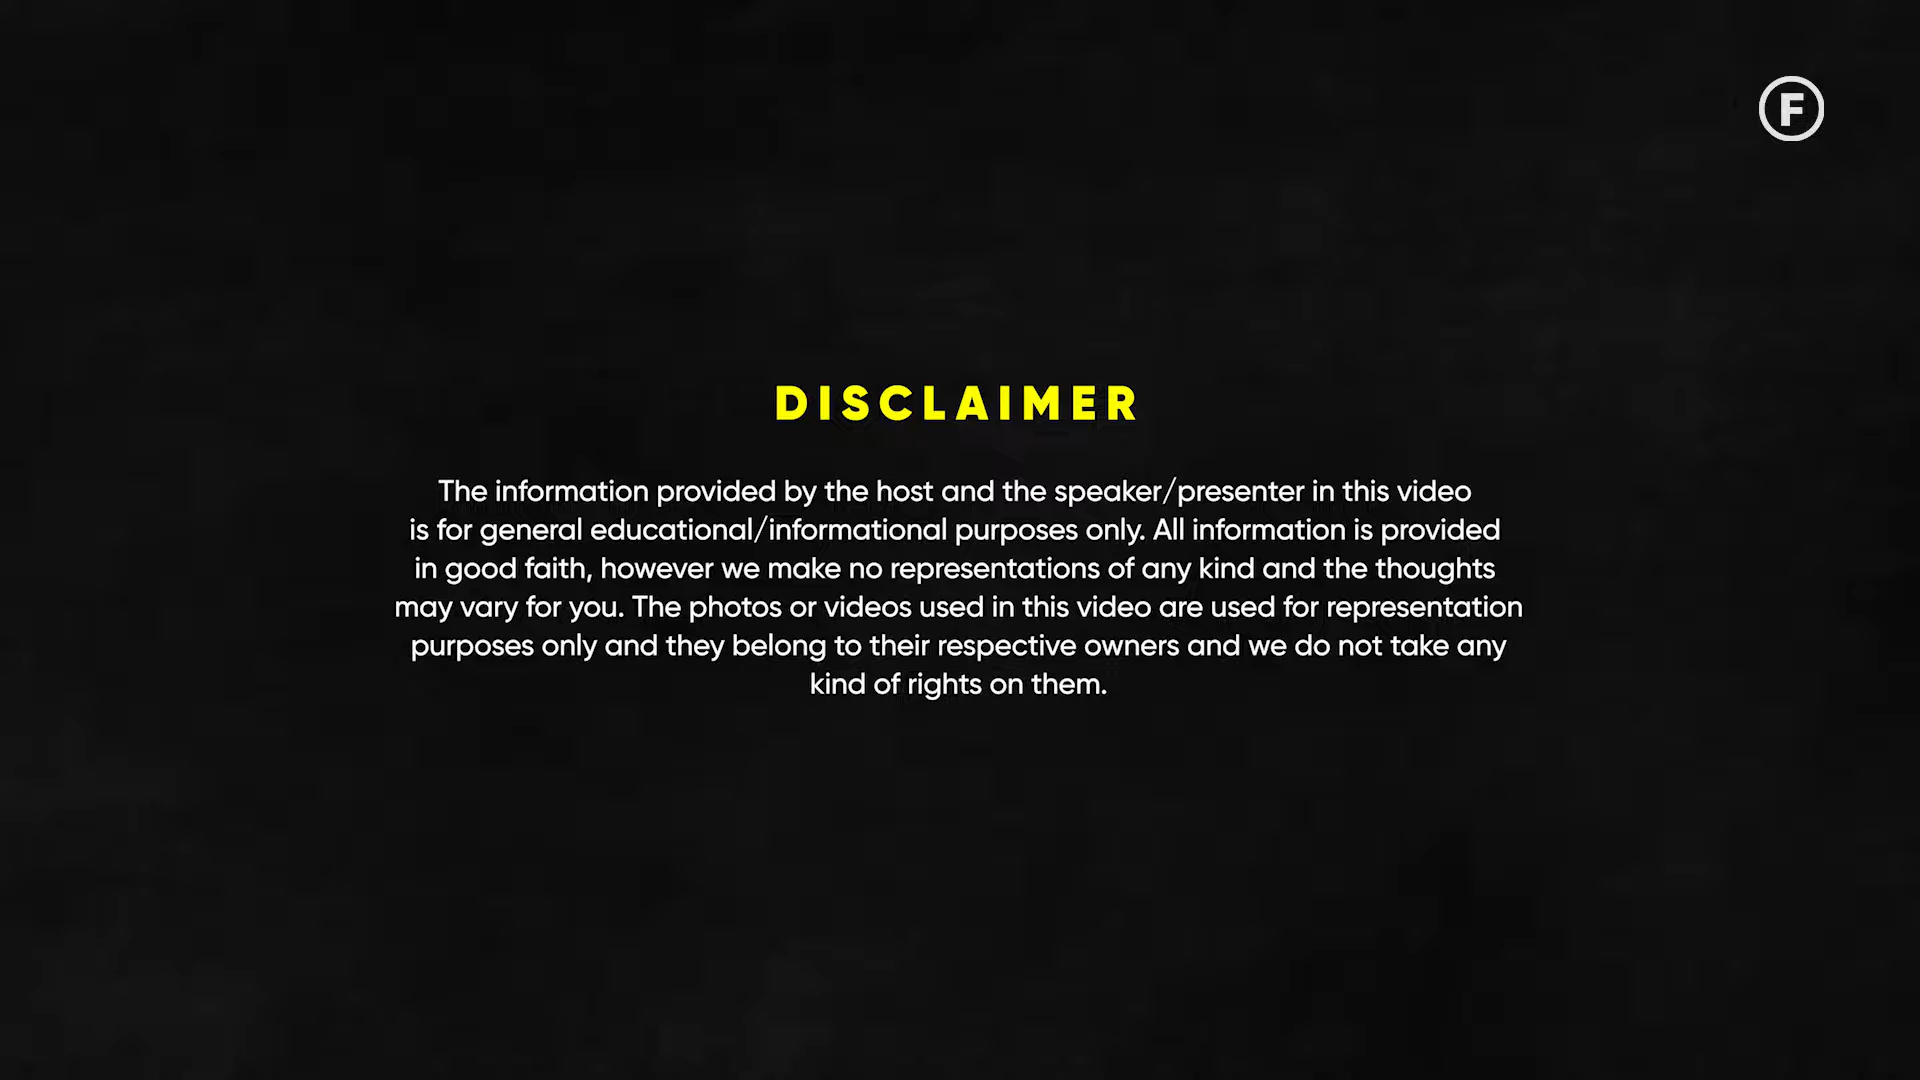 F
DISCLAIMER
The information provided by the host and the speaker/presenter in this video
is for general educational/informational purposes only. All information is provided
in good faith, however we make no representations of any kind and the thoughts
may vary for you. The photos or videos used in this video are used for representation
purposes only and they belong to their respective owners and we do not take any
kind of rights on them.